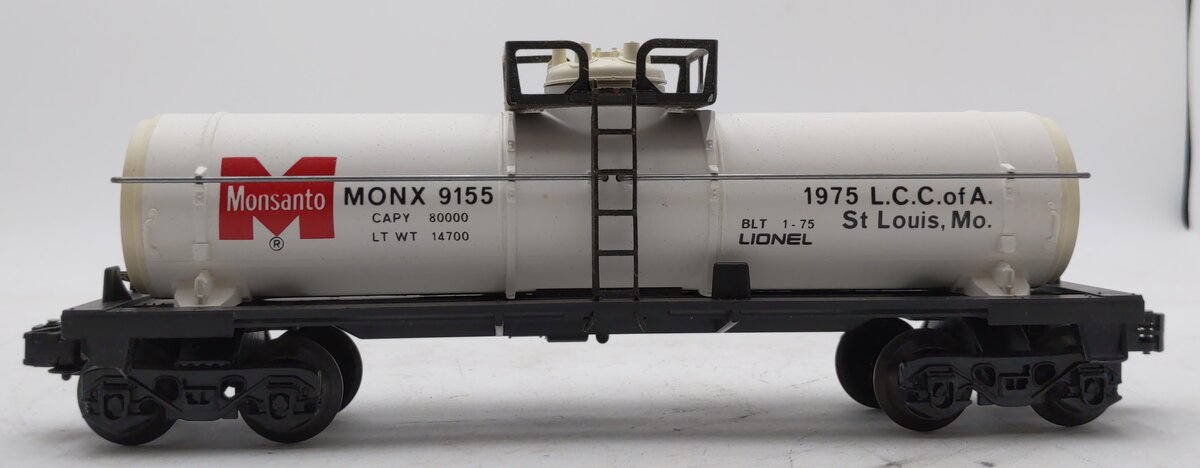 Monsanto
®
MONX 9155
CAPY 80000
LT WT 14700
1975 L.C.C.of A.
St Louis, Mo.
BLT 1-75
LIONEL